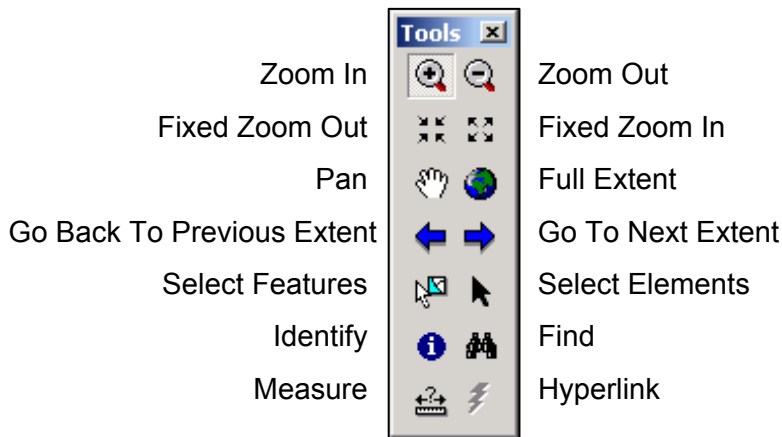 Tools
Zoom In Zoom Out
Fixed Zoom Out Fixed Zoom In
Pan Full Extent
Go Back To Previous Extent Go To Next Extent
Select Features Select Elements
Identify Find
Measure Hyperlink